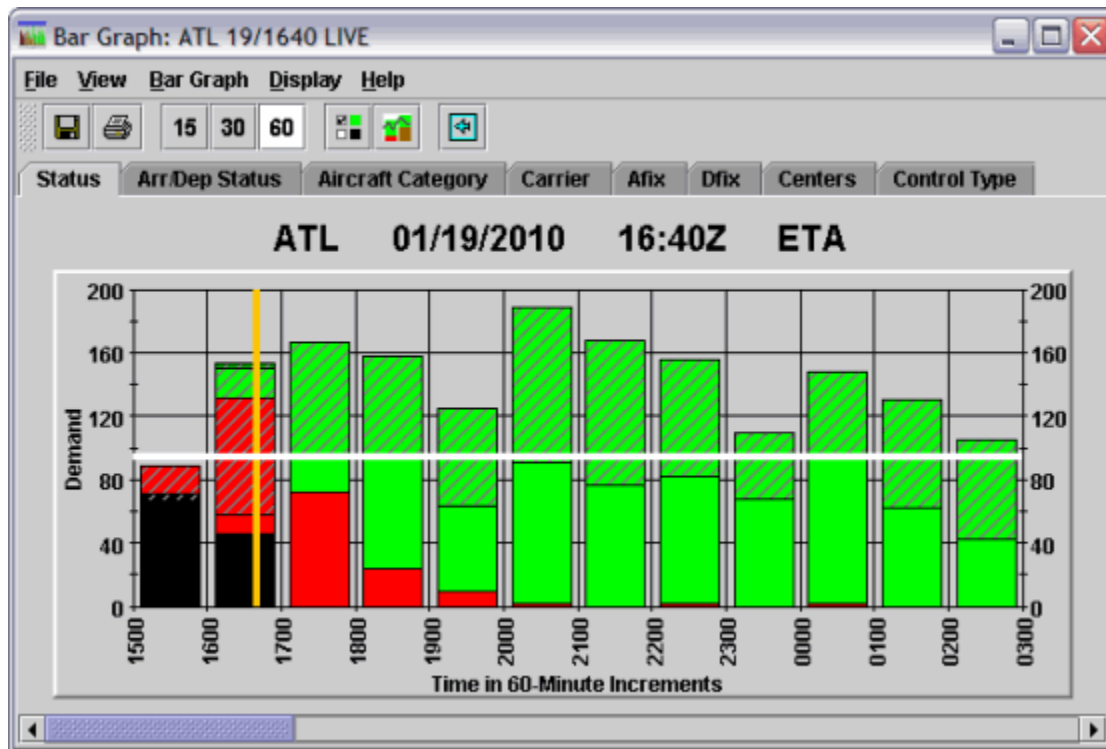 Bar Graph: ATL 19/1640 LIVE
File View Bar Graph Display Help
15 30 60
Status Arr/Dep Status Aircraft Category Carrier Afix Dfix Centers Control Type
ATL 01/19/2010 16:40Z ETA
Demand
200 200
160 160
120 120
80 80
40 40
0 0
1500 1600 1700 1800 1900 2000 2100 2200 2300 0000 0100 0200 0300
Time in 60-Minute Increments